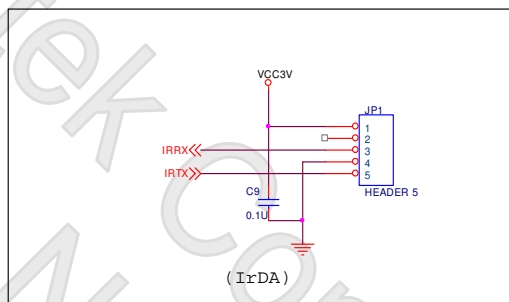 VCC3V
JP1
1
2
IRRX
3
4
IRTX
5
C9
HEADER 5
0.1U
(IrDA)